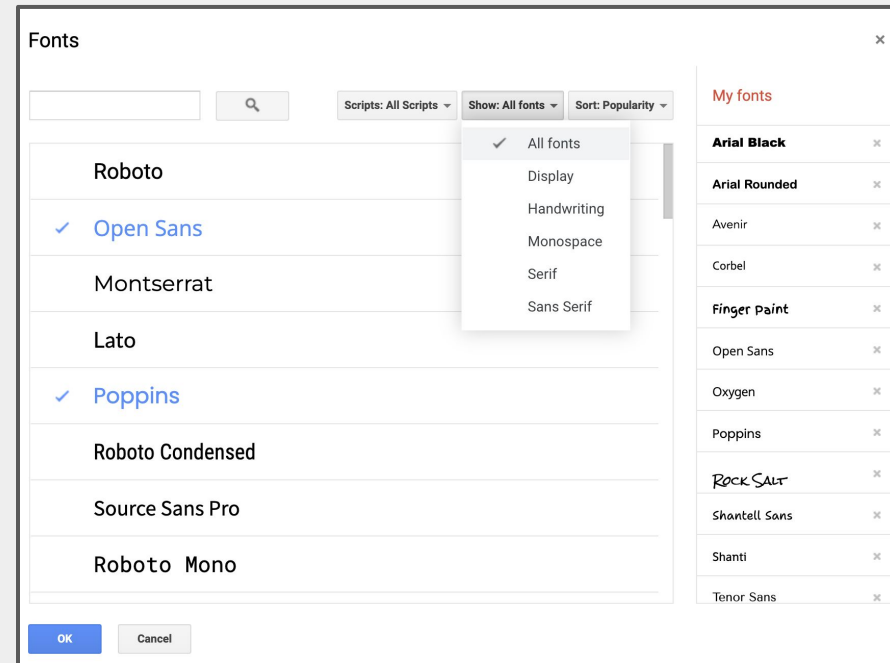 Fonts
Scripts: All Scripts
Show: All fonts
Sort: Popularity
All fonts
Display
Handwriting
Monospace
Serif
Sans Serif
Roboto
Open Sans
Montserrat
Lato
Poppins
Roboto Condensed
Source Sans Pro
Roboto Mono
My fonts
Arial Black
Arial Rounded
Avenir
Corbel
Finger Paint
Open Sans
Oxygen
Poppins
Rock Salt
Shantell Sans
Shanti
Tenor Sans
OK
Cancel